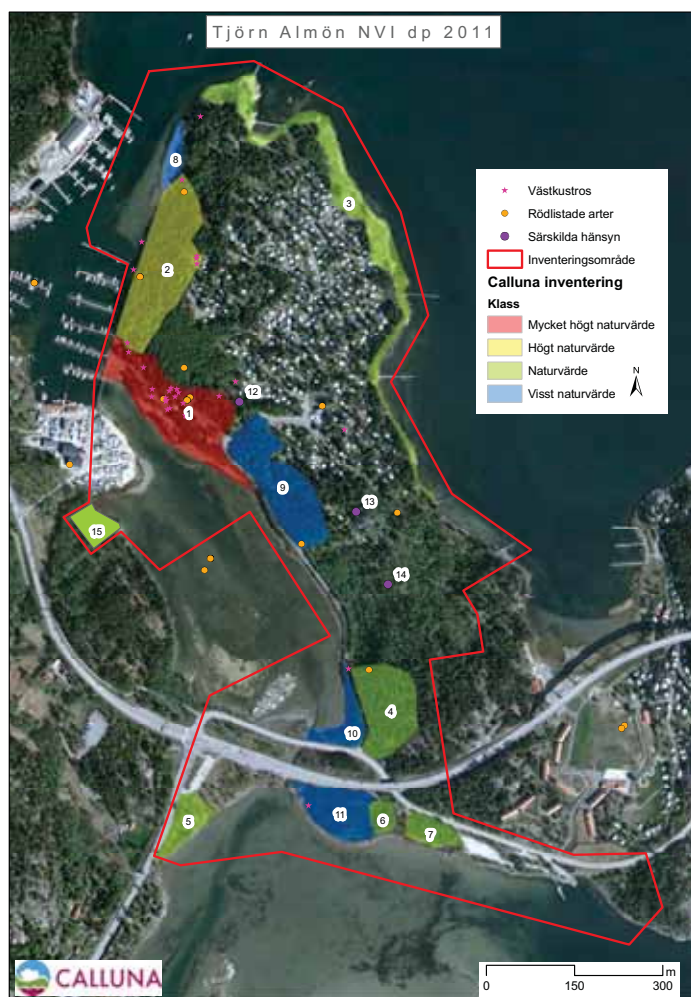 Tjörn Almön NVI dp 2011
Västkustros
Rödlistade arter
Särskilda hänsyn
Inventeringsområde
Calluna inventering
Klass
Mycket högt naturvärde
Högt naturvärde
Naturvärde
Visst naturvärde
N
8
3
2
12
1
9
13
15
14
4
10
11
6
5
7
CALLUNA
m
0 150 300